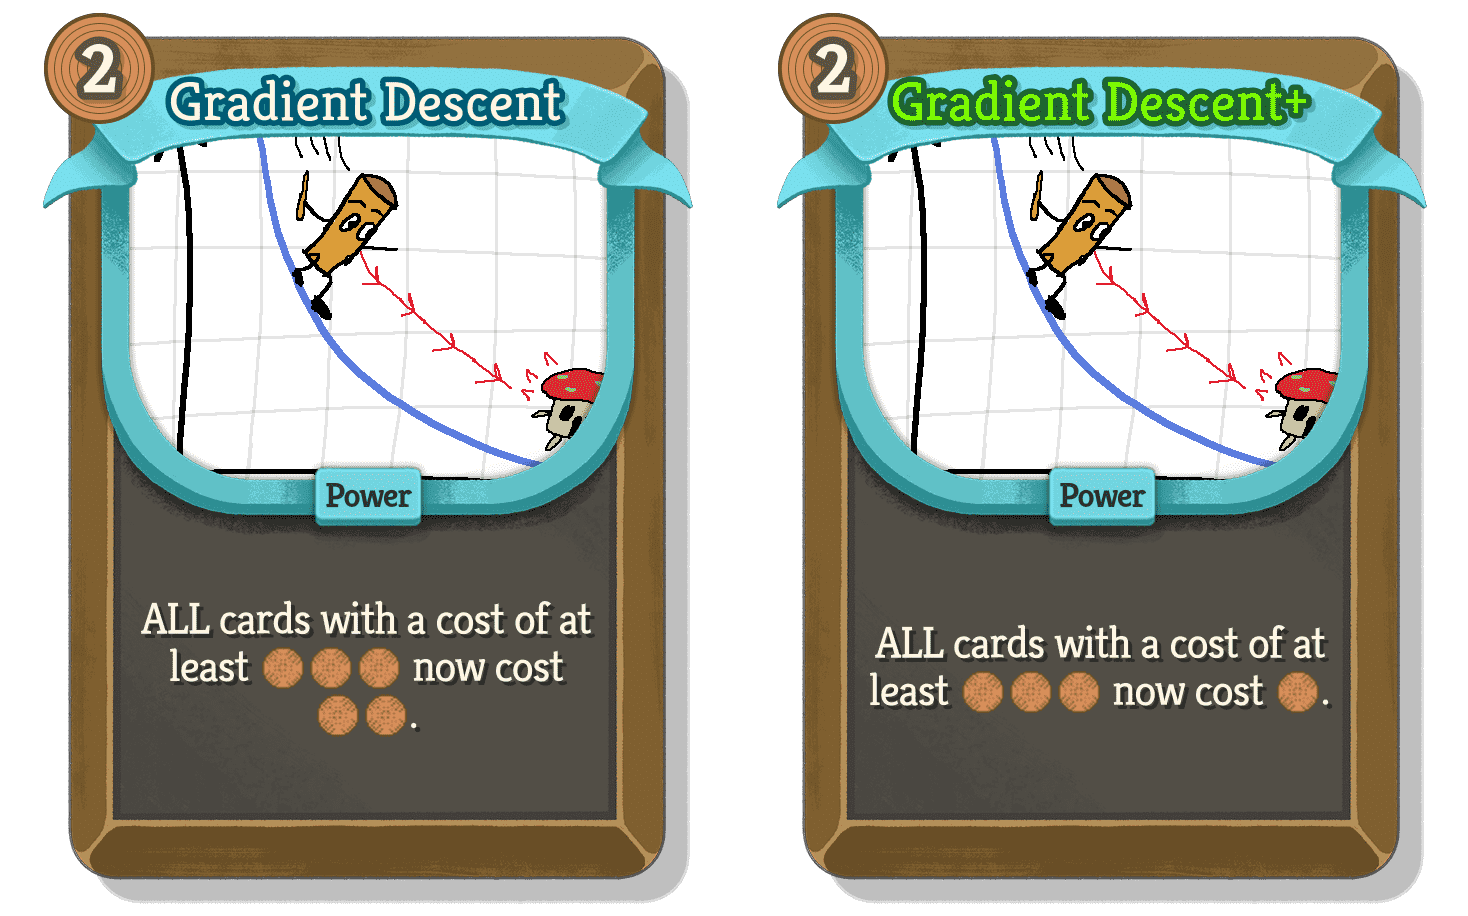 2
Gradient Descent
Power
ALL cards with a cost of at
least now cost
.
2
Gradient Descent+
Power
ALL cards with a cost of at
least now cost .